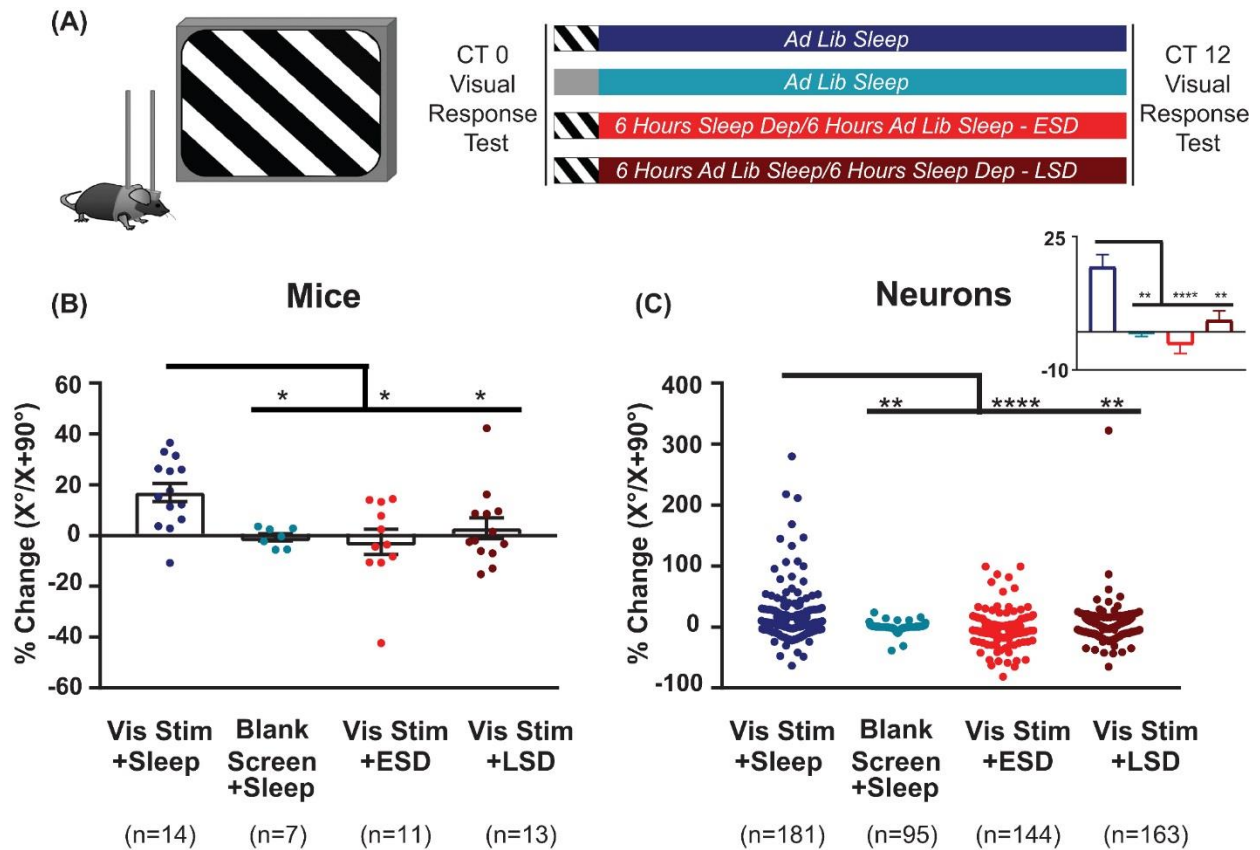 (A)
CT 0
Visual
Response
Test
Ad Lib Sleep
Ad Lib Sleep
6 Hours Sleep Dep/6 Hours Ad Lib Sleep - ESD
6 Hours Ad Lib Sleep/6 Hours Sleep Dep - LSD
CT 12
Visual
Response
Test
(B)
Mice
% Change (X°/X+90°)
60
40
20
0
-20
-40
-60
*
*
*
Vis Stim
+Sleep
Blank
Screen
+Sleep
Vis Stim
+ESD
Vis Stim
+LSD
(n=14)
(n=7)
(n=11)
(n=13)
(C)
Neurons
25
-10
**
****
**
% Change (X°/X+90°)
400
300
200
100
0
-100
**
****
**
Vis Stim
+Sleep
Blank
Screen
+Sleep
Vis Stim
+ESD
Vis Stim
+LSD
(n=181)
(n=95)
(n=144)
(n=163)